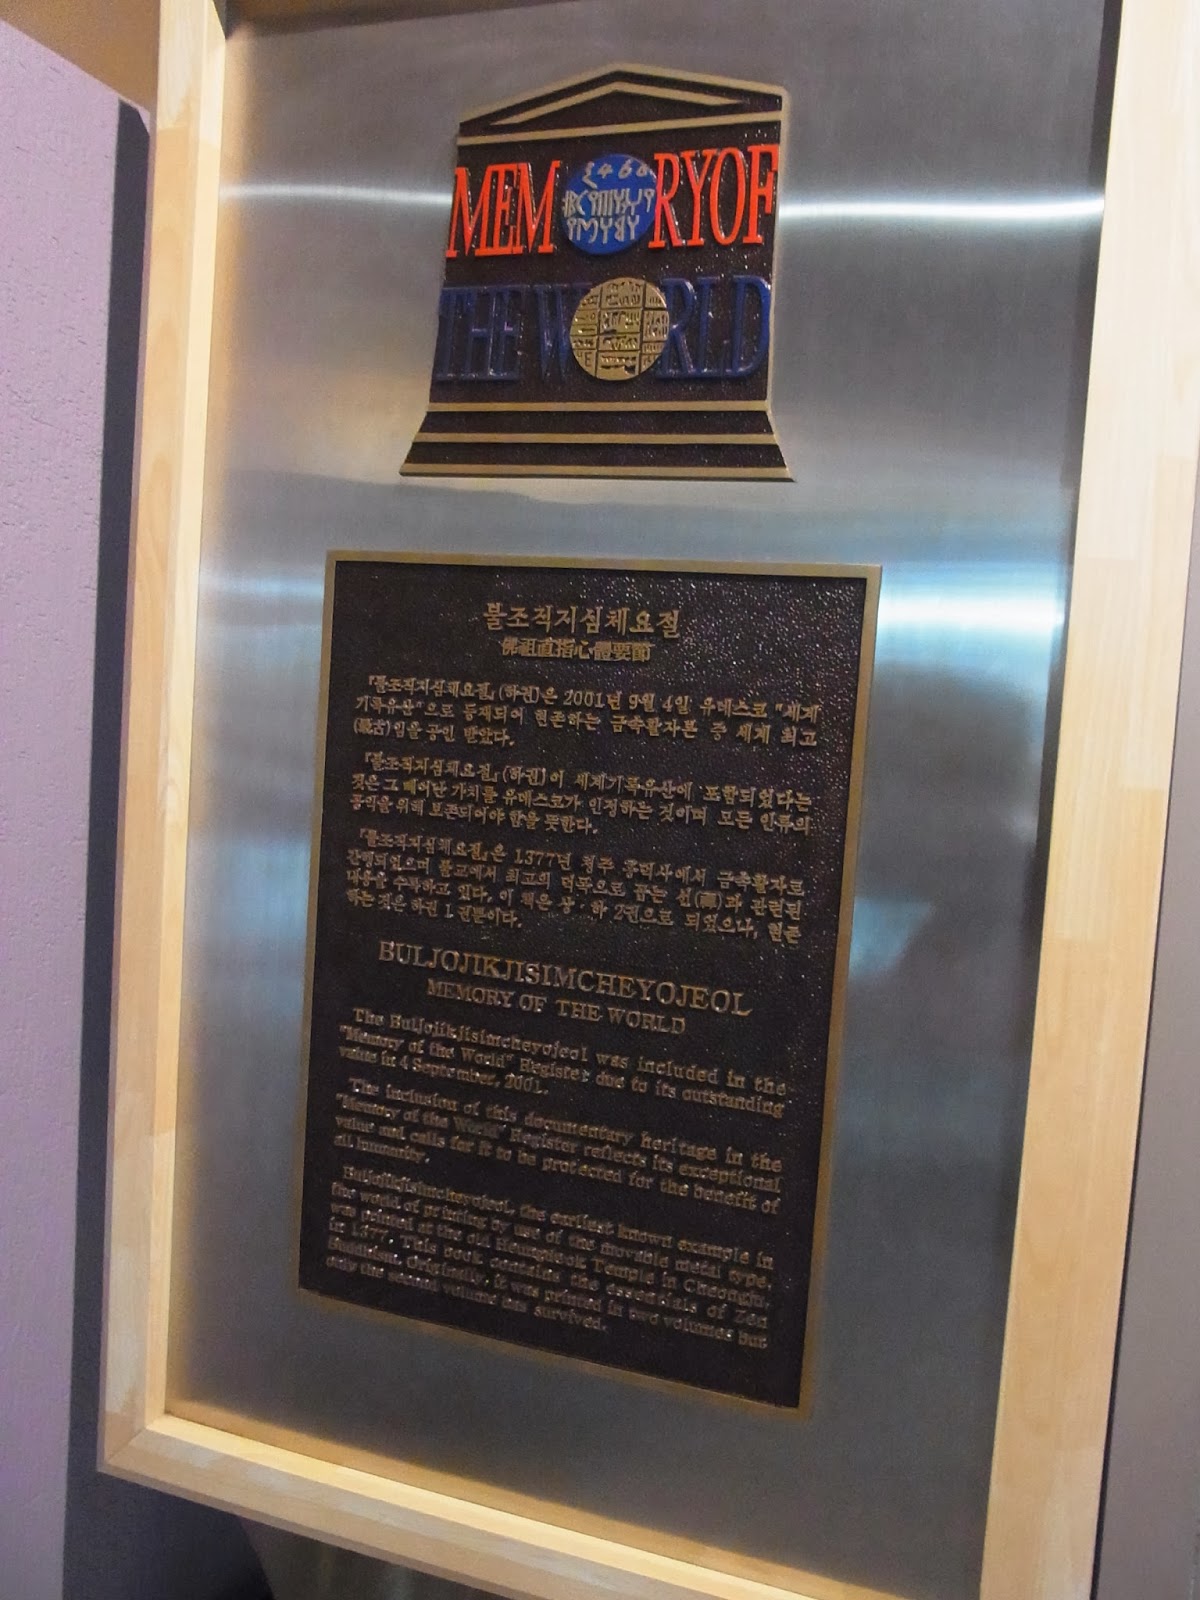 MEMORY OF
THE WORLD
불조직지심체요절
佛祖直指心體要節
『불조직지심체요절』(하권)은 2001년 9월 4일 유네스코 "세계
기록유산"으로 등재되어 현존하는 금속활자본 중 세계 최고
(最古)임을 공인 받았다.
『불조직지심체요절』(하권)이 세계기록유산에 포함되었다는
것은 그 빼어난 가치를 유네스코가 인정하는 것이며 모든 인류의
공익을 위해 보존되어야 함을 뜻한다.
『불조직지심체요절』은 1377년 청주 흥덕사에서 금속활자로
간행되었으며 불교에서 최고의 덕목으로 꼽는 선(禪)과 관련된
내용을 수록하고 있다. 이 책은 상·하 2권으로 되었으나, 현존
하는 것은 하권 1권뿐이다.
BULJOJIKJISIMCHEYOJEOL
MEMORY OF THE WORLD
The Buljojikjisimcheyojeol was included in the
"Memory of the World" Register due to its outstanding
value in 4 September, 2001.
The inclusion of this documentary heritage in the
"Memory of the World" Register reflects its exceptional
value and calls for it to be protected for the benefit of
all humanity.
Buljojikjisimcheyojeol, the earliest known example in
the world of printing by use of the movable metal type,
was printed at the old Heungdeok Temple in Cheongju,
in 1377. This book contains the essentials of Zen
Buddhism. Originally, it was printed in two volumes but
only the second volume has survived.